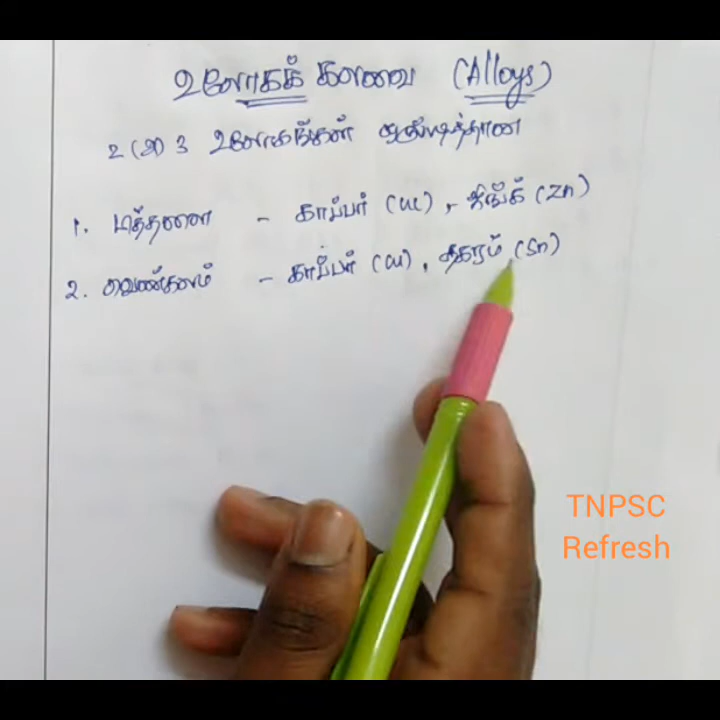 உலோகக் கலவை (Alloys)
2 (அ) 3 உலோகங்கள் ஒருங்கிணைந்தான
1. பித்தளை - காப்பர் (Cu), ஜிங்க் (Zn)
2. வெண்கலம் - காப்பர் (Cu), தகரம் (Sn)
TNPSC
Refresh